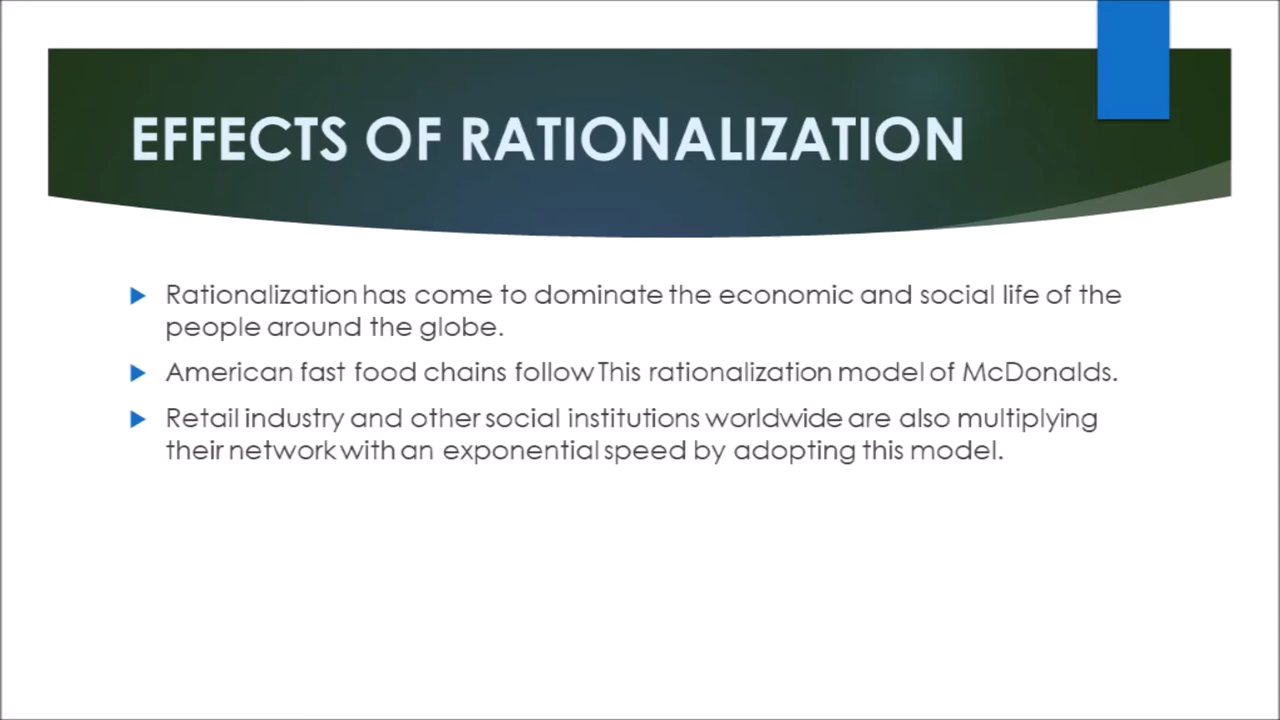 EFFECTS OF RATIONALIZATION
Rationalization has come to dominate the economic and social life of the
people around the globe.
American fast food chains follow This rationalization model of McDonalds.
Retail industry and other social institutions worldwide are also multiplying
their network with an exponential speed by adopting this model.